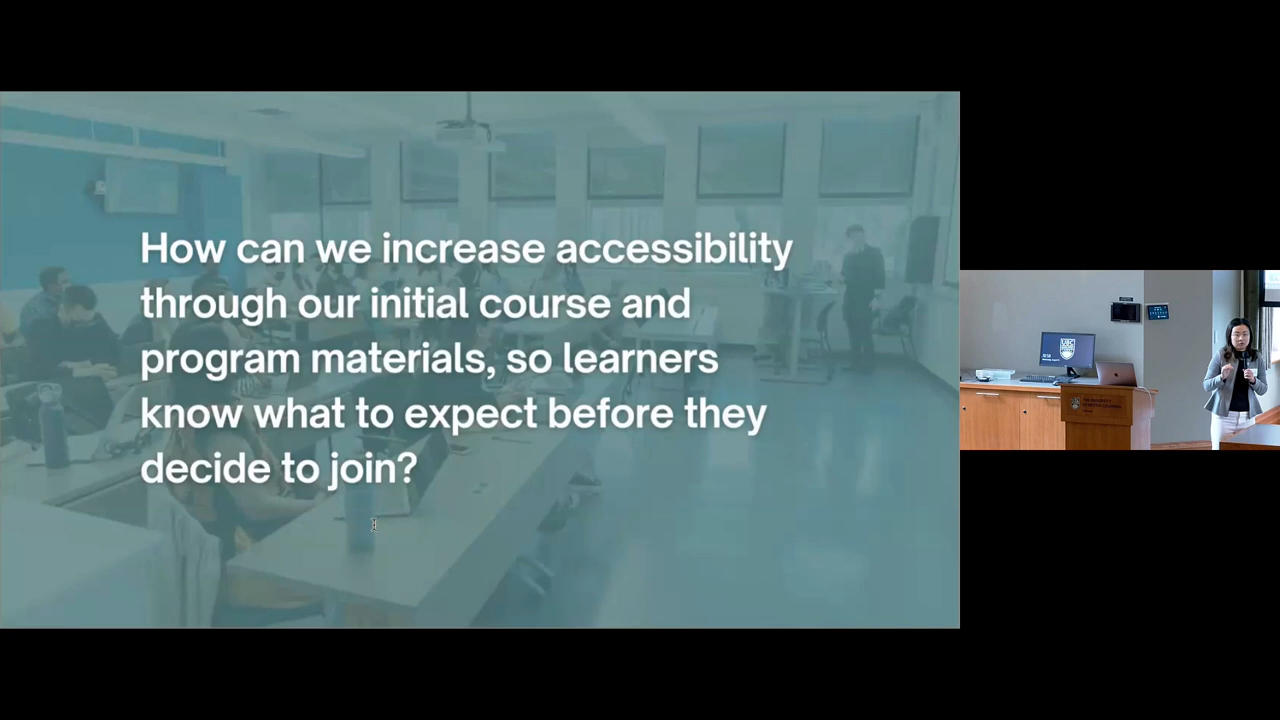 How can we increase accessibility
through our initial course and
program materials, so learners
know what to expect before they
decide to join?
UBC